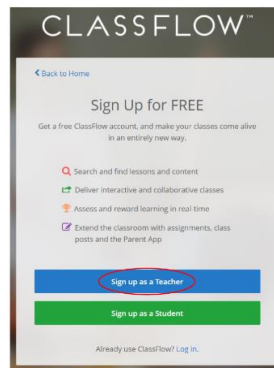 CLASSFLOW™
Back to Home
Sign Up for FREE
Get a free ClassFlow account, and make your classes come alive
in an entirely new way.
Search and find lessons and content
Deliver interactive and collaborative classes
Assess and reward learning in real time
Extend the classroom with assignments, class
posts and the Parent App
Sign up as a Teacher
Sign up as a Student
Already use ClassFlow? Log in.